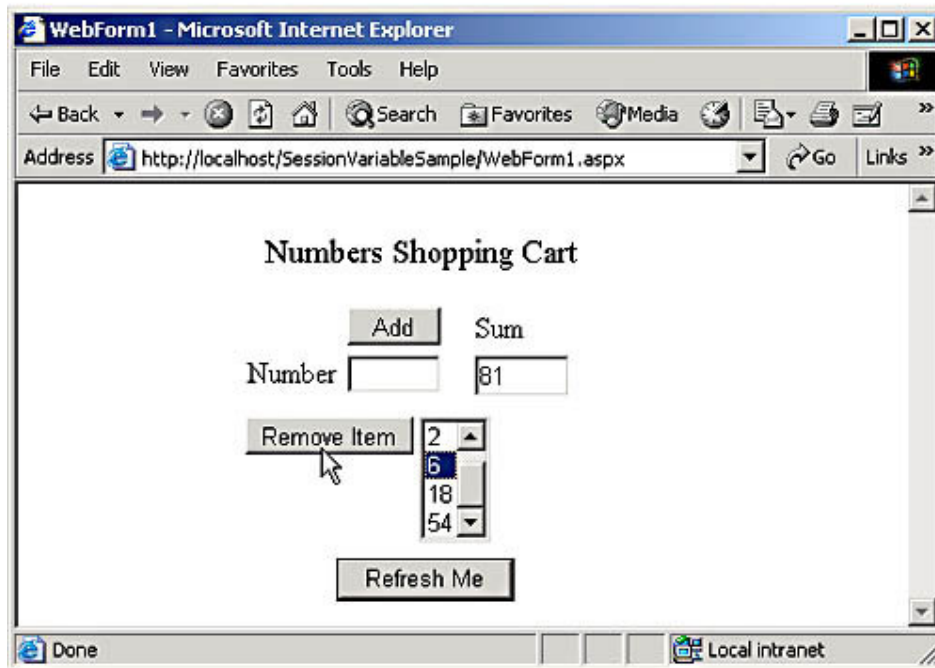 WebForm1 - Microsoft Internet Explorer
File Edit View Favorites Tools Help
Back Search Favorites Media »
Address http://localhost/SessionVariableSample/WebForm1.aspx Go Links »
Numbers Shopping Cart
Add Sum
Number 81
Remove Item 2
6
18
54
Refresh Me
Done Local intranet